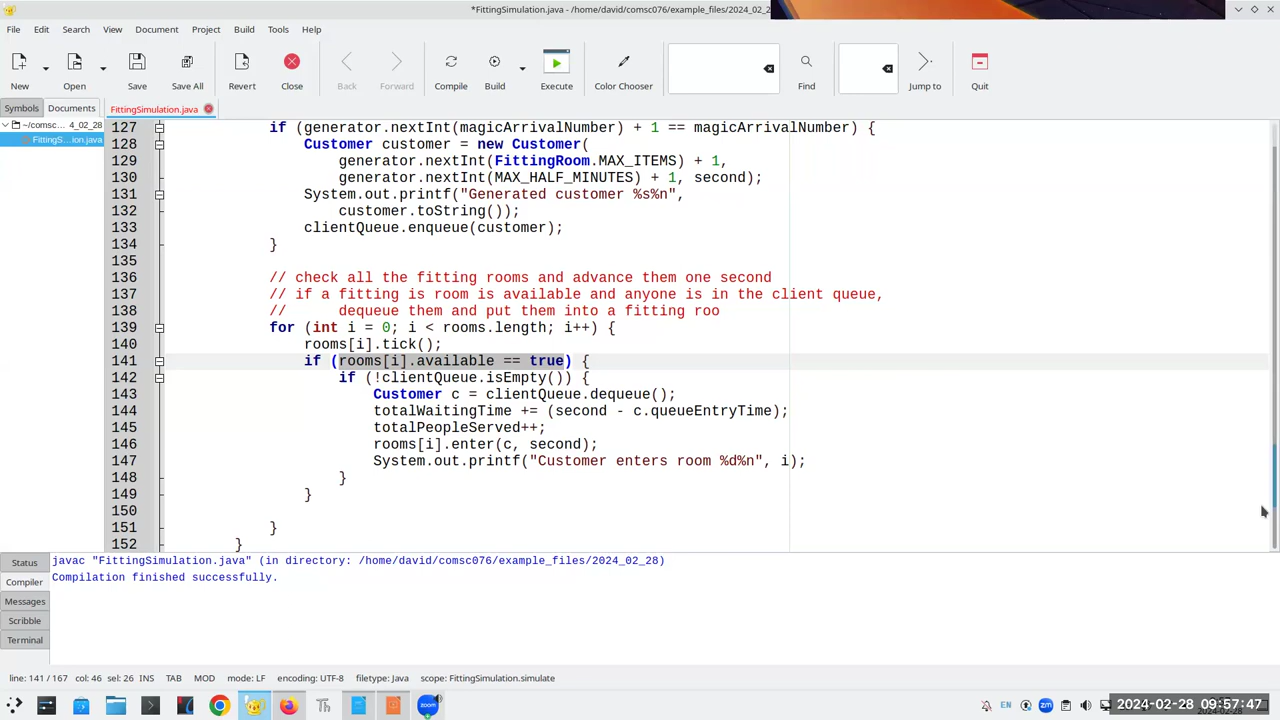 *FittingSimulation.java - /home/david/comsc076/example_files/2024_02_2
File Edit Search View Document Project Build Tools Help
New Open Save Save All Revert Close Back Forward Compile Build Execute Color Chooser Find Jump to Quit
Symbols Documents FittingSimulation.java
~/comsc... 4_02_28
FittingS...ion.java
127 if (generator.nextInt(magicArrivalNumber) + 1 == magicArrivalNumber) {
128 Customer customer = new Customer(
129 generator.nextInt(FittingRoom.MAX_ITEMS) + 1,
130 generator.nextInt(MAX_HALF_MINUTES) + 1, second);
131 System.out.printf("Generated customer %s%n",
132 customer.toString());
133 clientQueue.enqueue(customer);
134 }
135
136 // check all the fitting rooms and advance them one second
137 // if a fitting is room is available and anyone is in the client queue,
138 // dequeue them and put them into a fitting roo
139 for (int i = 0; i < rooms.length; i++) {
140 rooms[i].tick();
141 if (rooms[i].available == true) {
142 if (!clientQueue.isEmpty()) {
143 Customer c = clientQueue.dequeue();
144 totalWaitingTime += (second - c.queueEntryTime);
145 totalPeopleServed++;
146 rooms[i].enter(c, second);
147 System.out.printf("Customer enters room %d%n", i);
148 }
149 }
150
151 }
152 }
Status
Compiler
Messages
Scribble
Terminal
javac "FittingSimulation.java" (in directory: /home/david/comsc076/example_files/2024_02_28)
Compilation finished successfully.
line: 141 / 167 col: 46 sel: 26 INS TAB MOD mode: LF encoding: UTF-8 filetype: Java scope: FittingSimulation.simulate
zoom EN zm 2024-02-28 09:57:47